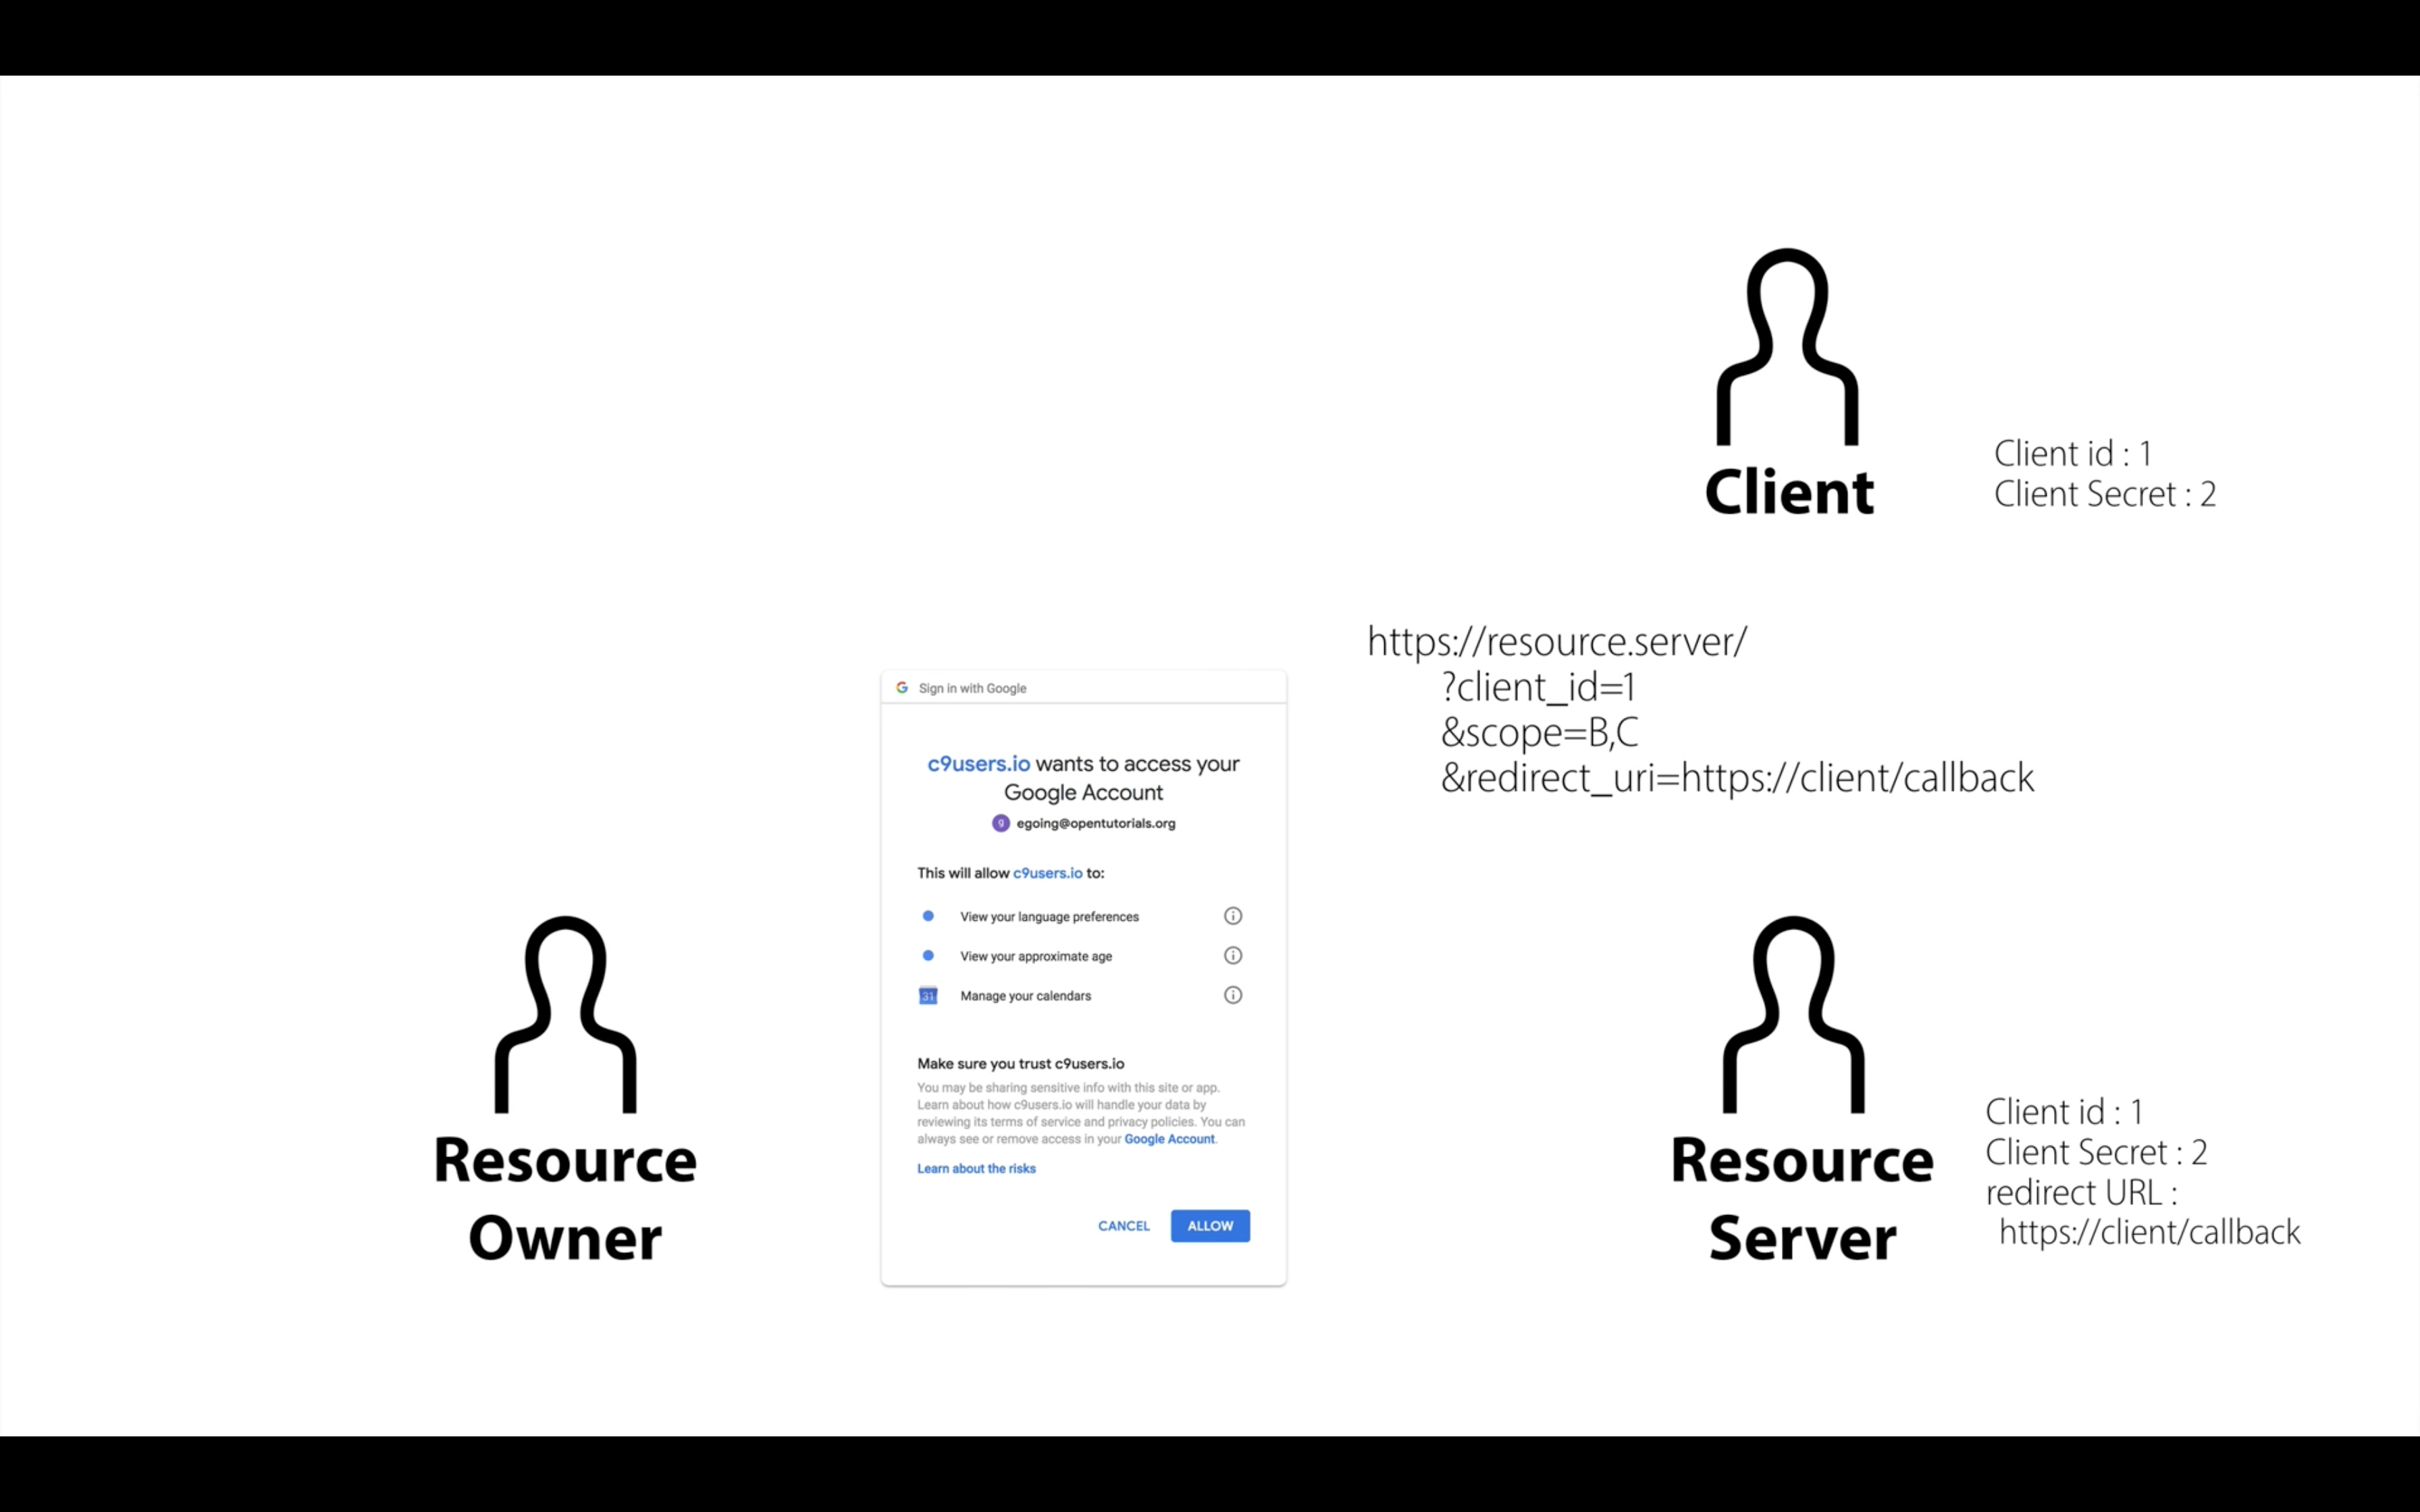 Client
Client id : 1
Client Secret : 2
https://resource.server/
?client_id=1
&scope=B,C
&redirect_uri=https://client/callback
G Sign in with Google
c9users.io wants to access your
Google Account
g egoing@opentutorials.org
This will allow c9users.io to:
View your language preferences
View your approximate age
31 Manage your calendars
Make sure you trust c9users.io
You may be sharing sensitive info with this site or app.
Learn about how c9users.io will handle your data by
reviewing its terms of service and privacy policies. You can
always see or remove access in your Google Account.
Learn about the risks
CANCEL ALLOW
Resource
Owner
Resource
Server
Client id : 1
Client Secret : 2
redirect URL :
https://client/callback